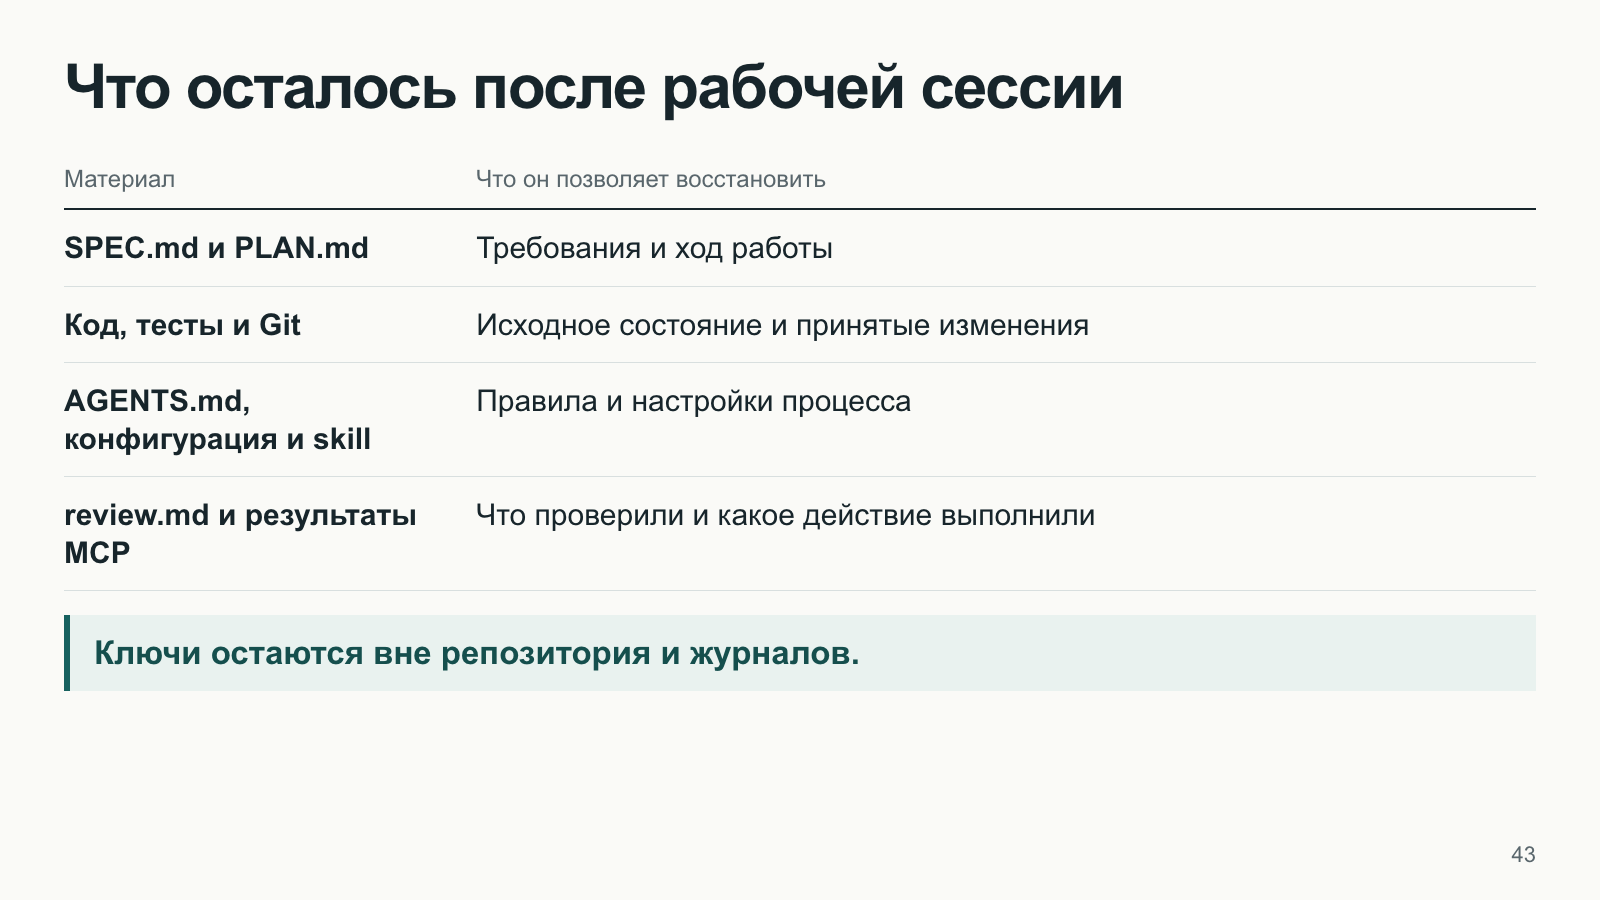 Что осталось после рабочей сессии
Материал Что он позволяет восстановить
SPEC.md и PLAN.md Требования и ход работы
Код, тесты и Git Исходное состояние и принятые изменения
AGENTS.md, Правила и настройки процесса
конфигурация и skill
review.md и результаты Что проверили и какое действие выполнили
MCP
Ключи остаются вне репозитория и журналов.
43